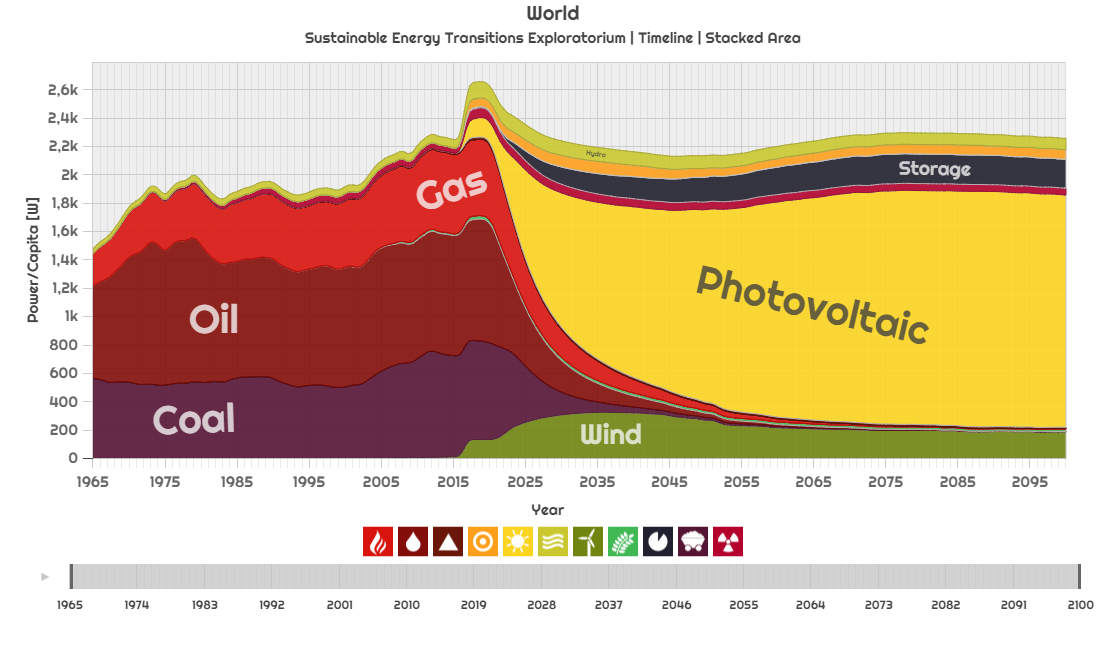 World
Sustainable Energy Transitions Exploratorium | Timeline | Stacked Area
2,6k
2,4k
2,2k
2k
1,8k
1,6k
1,4k
1,2k
1k
800
600
400
200
0
Power/Capita [W]
Hydro
Storage
Gas
Photovoltaic
Oil
Coal
Wind
1965 1975 1985 1995 2005 2015 2025 2035 2045 2055 2065 2075 2085 2095
Year
1965 1974 1983 1992 2001 2010 2019 2028 2037 2046 2055 2064 2073 2082 2091 2100